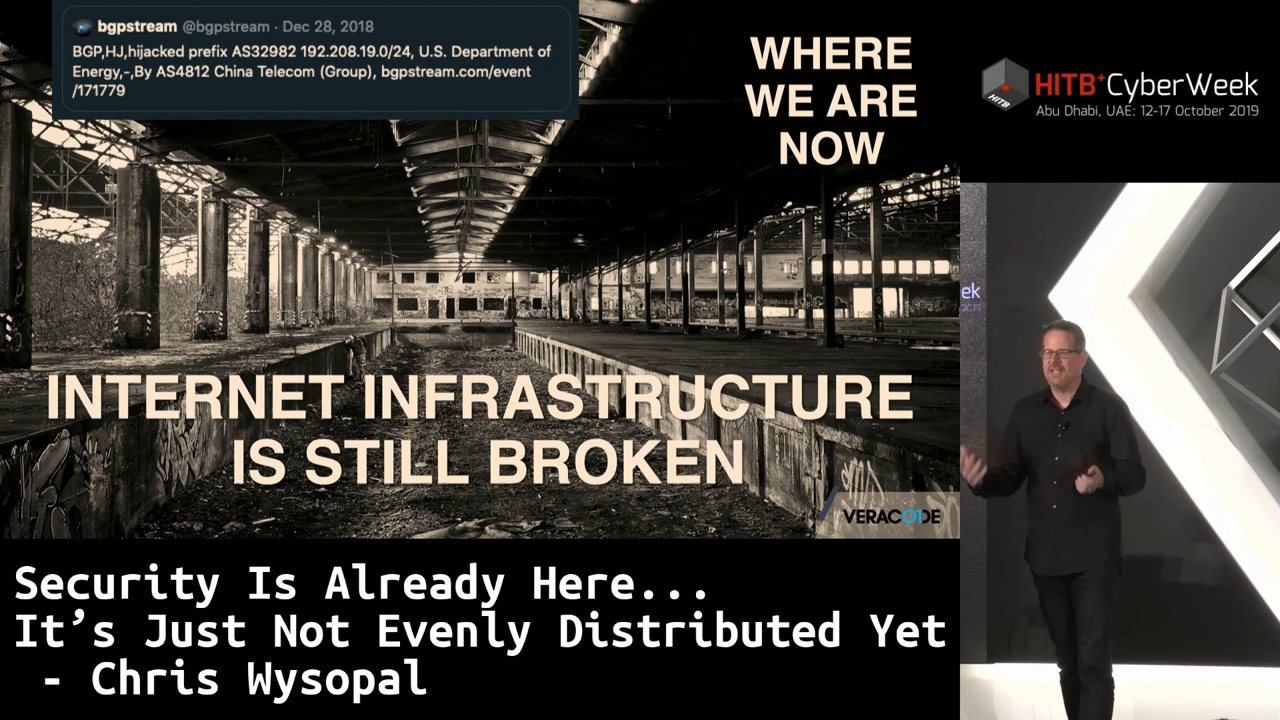 bgpstream @bgpstream · Dec 28, 2018
BGP,HJ,hijacked prefix AS32982 192.208.19.0/24, U.S. Department of
Energy,-,By AS4812 China Telecom (Group), bgpstream.com/event
/171779
WHERE
WE ARE
NOW
HITB+CyberWeek
HITB
Abu Dhabi, UAE: 12-17 October 2019
INTERNET INFRASTRUCTURE
IS STILL BROKEN
VERACODE
ek
Security Is Already Here...
It’s Just Not Evenly Distributed Yet
- Chris Wysopal